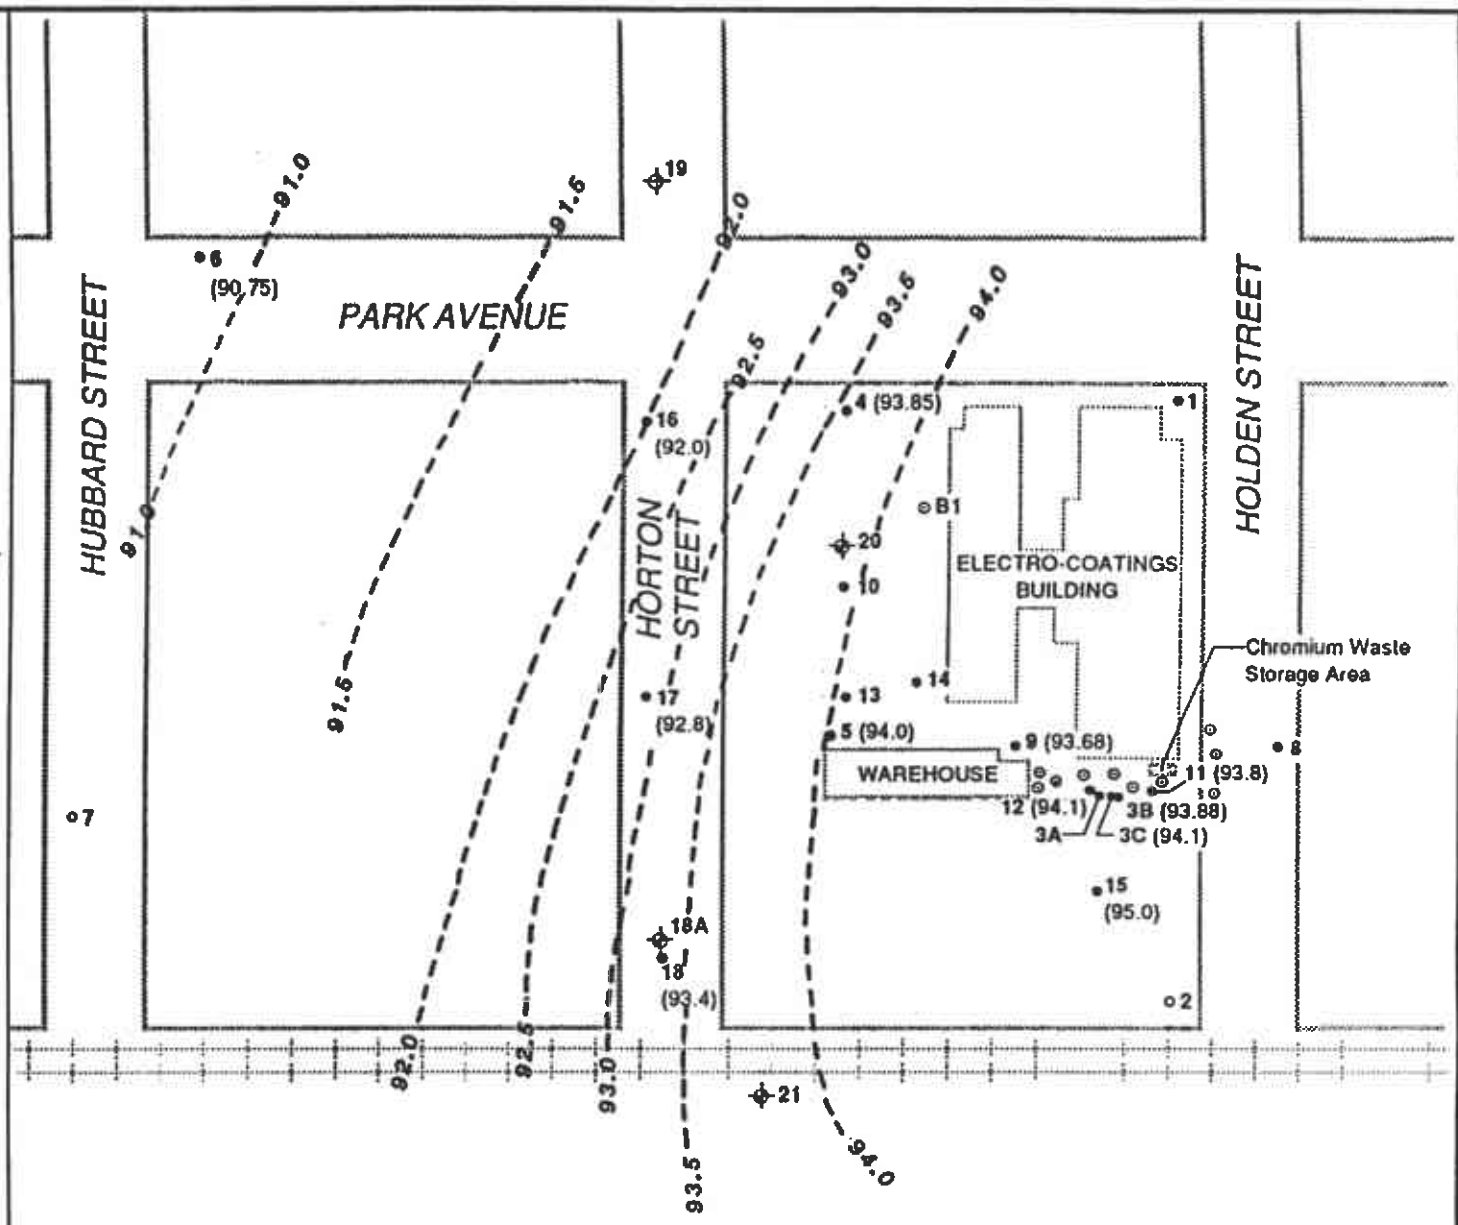 19
91.0
91.5
92.0
6
(90.75)
PARK AVENUE
93.0
93.5
94.0
92.5
HUBBARD STREET
HOLDEN STREET
4 (93.85)
1
16
(92.0)
B1
91.0
20
ELECTRO-COATINGS
BUILDING
10
HORTON
STREET
Chromium Waste
Storage Area
14
13
17
(92.8)
91.5
5 (94.0)
9 (93.68)
8
WAREHOUSE
11 (93.8)
12 (94.1)
3B (93.88)
7
3A
3C (94.1)
15
(95.0)
18A
18
(93.4)
2
92.0
92.5
93.0
21
94.0
93.5